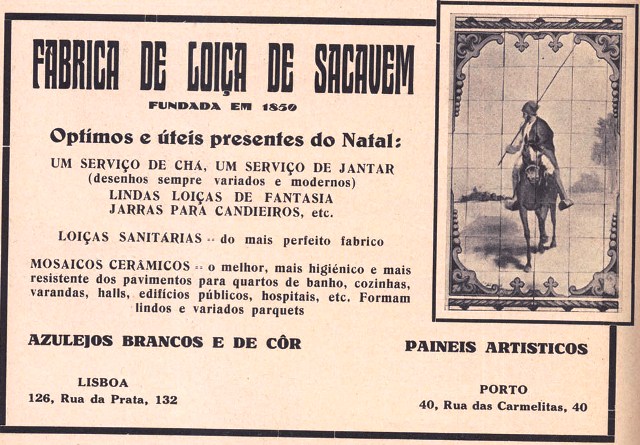 FABRICA DE LOIÇA DE SACAVEM
FUNDADA EM 1850
Optimos e úteis presentes do Natal:
UM SERVIÇO DE CHÁ, UM SERVIÇO DE JANTAR
(desenhos sempre variados e modernos)
LINDAS LOIÇAS DE FANTASIA
JARRAS PARA CANDIEIROS, etc.
LOIÇAS SANITÁRIAS -- do mais perfeito fabrico
MOSAICOS CERÂMICOS -- o melhor, mais higiénico e mais
resistente dos pavimentos para quartos de banho, cozinhas,
varandas, halls, edifícios públicos, hospitais, etc. Formam
lindos e variados parquets
AZULEJOS BRANCOS E DE CÔR
PAINEIS ARTISTICOS
LISBOA
126, Rua da Prata, 132
PORTO
40, Rua das Carmelitas, 40